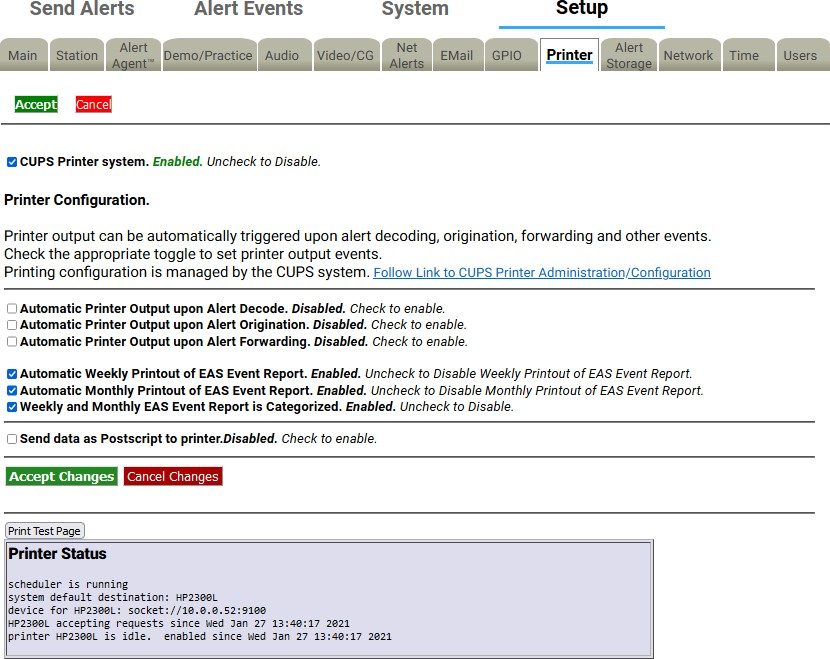 Send Alerts Alert Events System Setup
Main Station Alert Agent™ Demo/Practice Audio Video/CG Net Alerts EMail GPIO Printer Alert Storage Network Time Users
Accept Cancel
CUPS Printer system. Enabled. Uncheck to Disable.
Printer Configuration.
Printer output can be automatically triggered upon alert decoding, origination, forwarding and other events.
Check the appropriate toggle to set printer output events.
Printing configuration is managed by the CUPS system. Follow Link to CUPS Printer Administration/Configuration
Automatic Printer Output upon Alert Decode. Disabled. Check to enable.
Automatic Printer Output upon Alert Origination. Disabled. Check to enable.
Automatic Printer Output upon Alert Forwarding. Disabled. Check to enable.
Automatic Weekly Printout of EAS Event Report. Enabled. Uncheck to Disable Weekly Printout of EAS Event Report.
Automatic Monthly Printout of EAS Event Report. Enabled. Uncheck to Disable Monthly Printout of EAS Event Report.
Weekly and Monthly EAS Event Report is Categorized. Enabled. Uncheck to Disable.
Send data as Postscript to printer.Disabled. Check to enable.
Accept Changes Cancel Changes
Print Test Page
Printer Status
scheduler is running
system default destination: HP2300L
device for HP2300L: socket://10.0.0.52:9100
HP2300L accepting requests since Wed Jan 27 13:40:17 2021
printer HP2300L is idle.  enabled since Wed Jan 27 13:40:17 2021